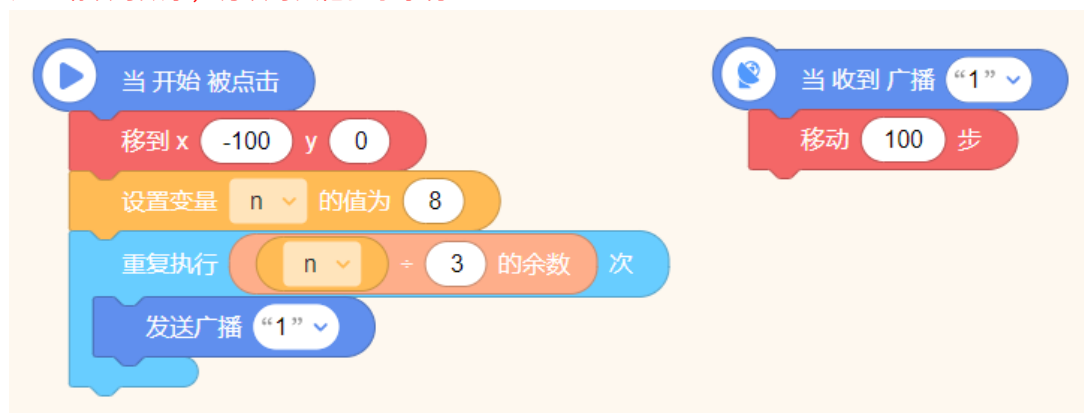 当 开始 被点击
移到 x -100 y 0
设置变量 n 的值为 8
重复执行 n ÷ 3 的余数 次
发送广播 “1”
当 收到 广播 “1”
移动 100 步